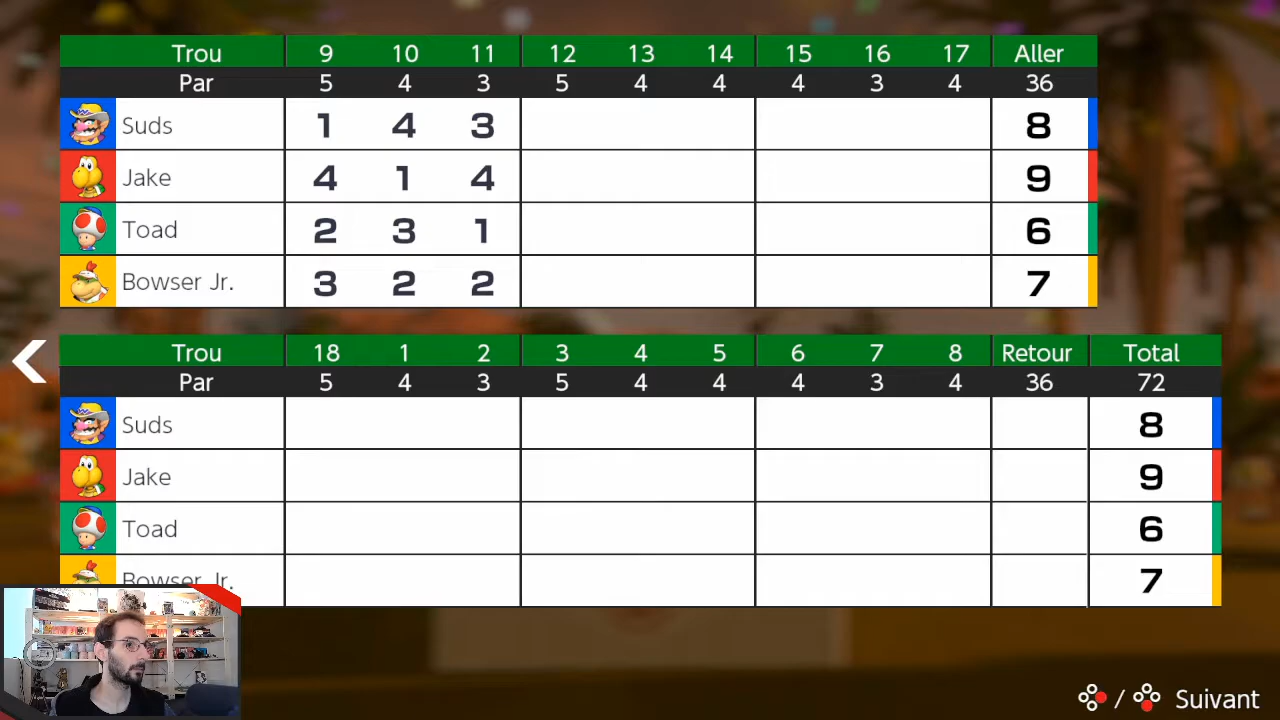 Trou 9 10 11 12 13 14 15 16 17 Aller
Par 5 4 3 5 4 4 4 3 4 36
Suds 1 4 3 8
Jake 4 1 4 9
Toad 2 3 1 6
Bowser Jr. 3 2 2 7
Trou 18 1 2 3 4 5 6 7 8 Retour Total
Par 5 4 3 5 4 4 4 3 4 36 72
Suds 8
Jake 9
Toad 6
Bowser Jr. 7
/ Suivant